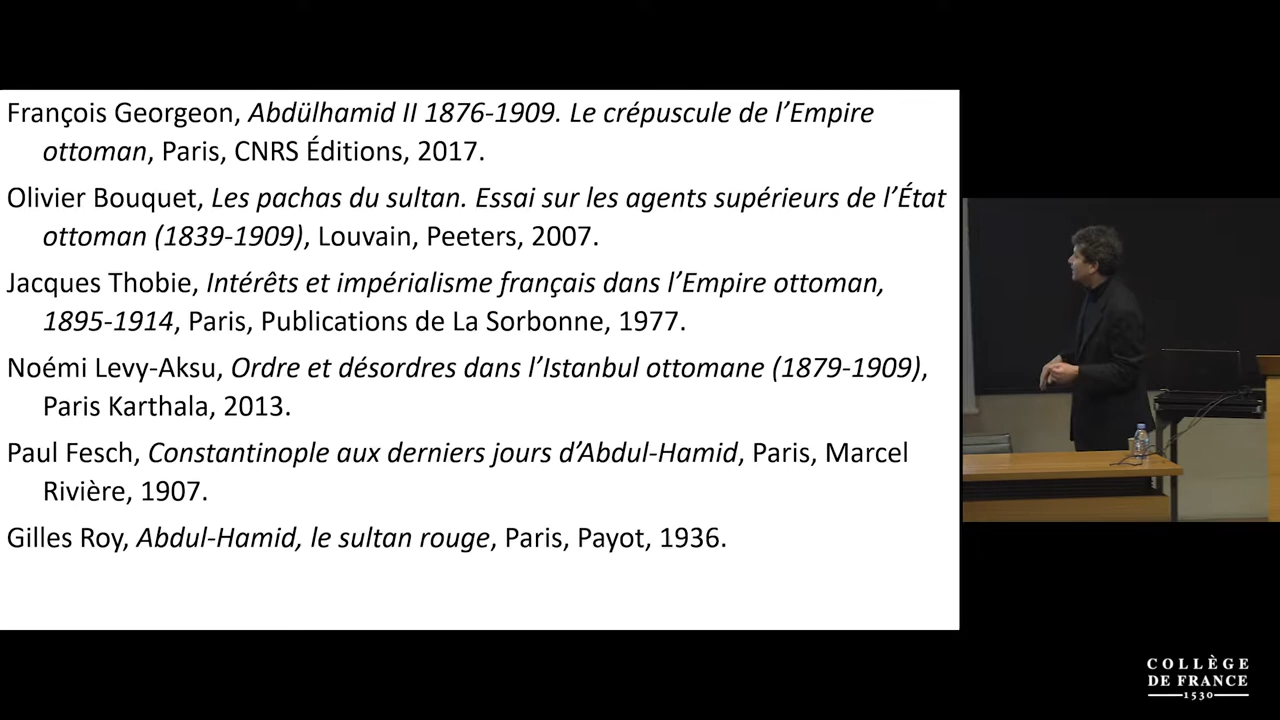 François Georgeon, Abdülhamid II 1876-1909. Le crépuscule de l’Empire
ottoman, Paris, CNRS Éditions, 2017.
Olivier Bouquet, Les pachas du sultan. Essai sur les agents supérieurs de l’État
ottoman (1839-1909), Louvain, Peeters, 2007.
Jacques Thobie, Intérêts et impérialisme français dans l’Empire ottoman,
1895-1914, Paris, Publications de La Sorbonne, 1977.
Noémi Levy-Aksu, Ordre et désordres dans l’Istanbul ottomane (1879-1909),
Paris Karthala, 2013.
Paul Fesch, Constantinople aux derniers jours d’Abdul-Hamid, Paris, Marcel
Rivière, 1907.
Gilles Roy, Abdul-Hamid, le sultan rouge, Paris, Payot, 1936.
COLLÈGE
DE FRANCE
1530